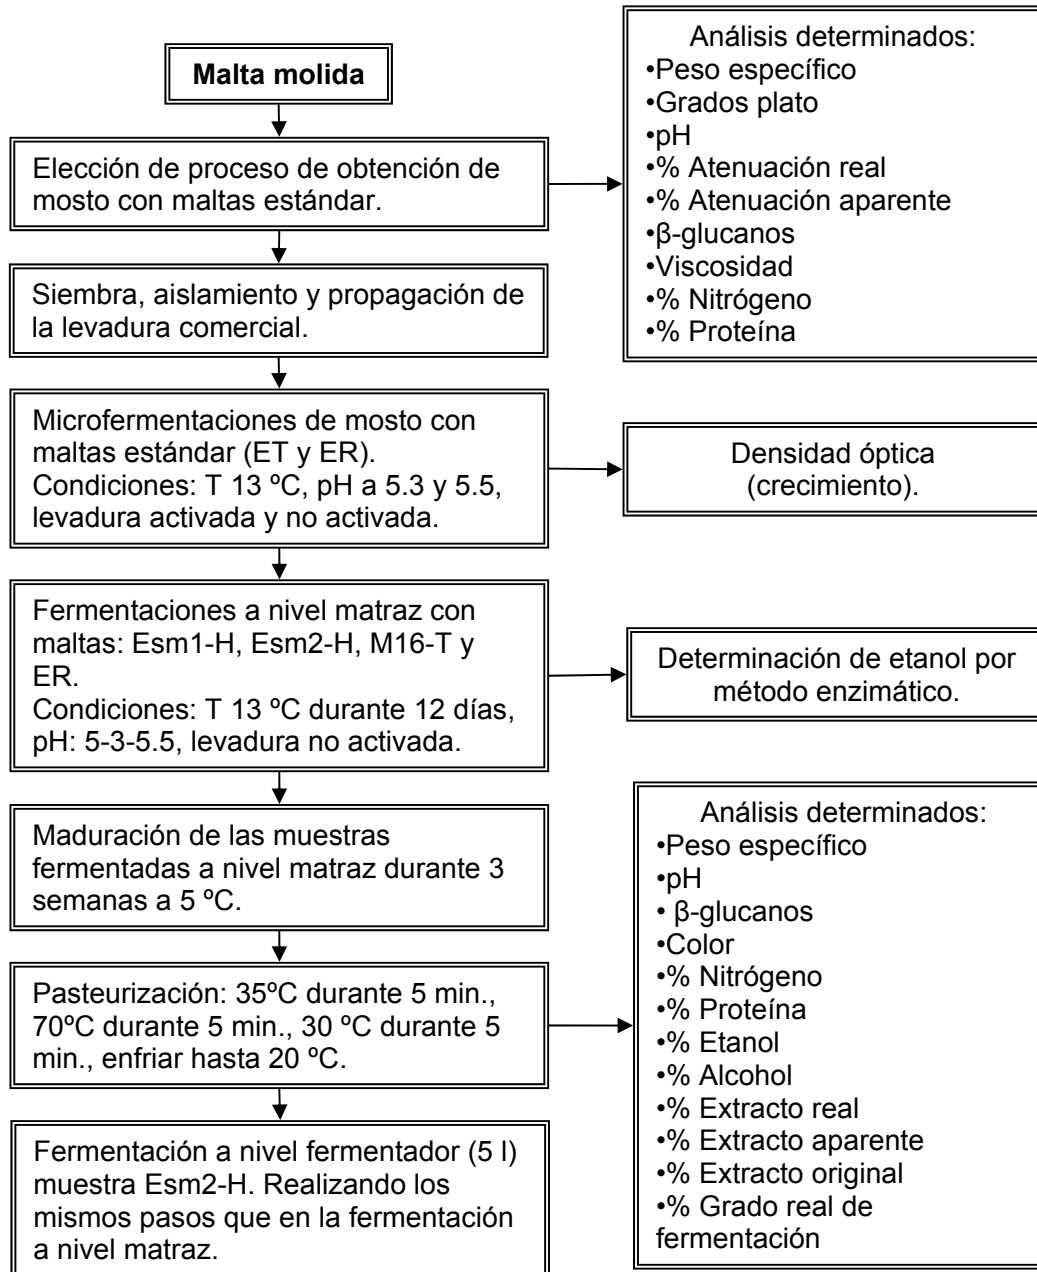 Malta molida
Elección de proceso de obtención de
mosto con maltas estándar.
Análisis determinados:
•Peso específico
•Grados plato
•pH
•% Atenuación real
•% Atenuación aparente
•β-glucanos
•Viscosidad
•% Nitrógeno
•% Proteína
Siembra, aislamiento y propagación de
la levadura comercial.
Microfermentaciones de mosto con
maltas estándar (ET y ER).
Condiciones: T 13 ºC, pH a 5.3 y 5.5,
levadura activada y no activada.
Densidad óptica
(crecimiento).
Fermentaciones a nivel matraz con
maltas: Esm1-H, Esm2-H, M16-T y
ER.
Condiciones: T 13 ºC durante 12 días,
pH: 5-3-5.5, levadura no activada.
Determinación de etanol por
método enzimático.
Maduración de las muestras
fermentadas a nivel matraz durante 3
semanas a 5 ºC.
Pasteurización: 35ºC durante 5 min.,
70ºC durante 5 min., 30 ºC durante 5
min., enfriar hasta 20 ºC.
Análisis determinados:
•Peso específico
•pH
• β-glucanos
•Color
•% Nitrógeno
•% Proteína
•% Etanol
•% Alcohol
•% Extracto real
•% Extracto aparente
•% Extracto original
•% Grado real de
fermentación
Fermentación a nivel fermentador (5 l)
muestra Esm2-H. Realizando los
mismos pasos que en la fermentación
a nivel matraz.